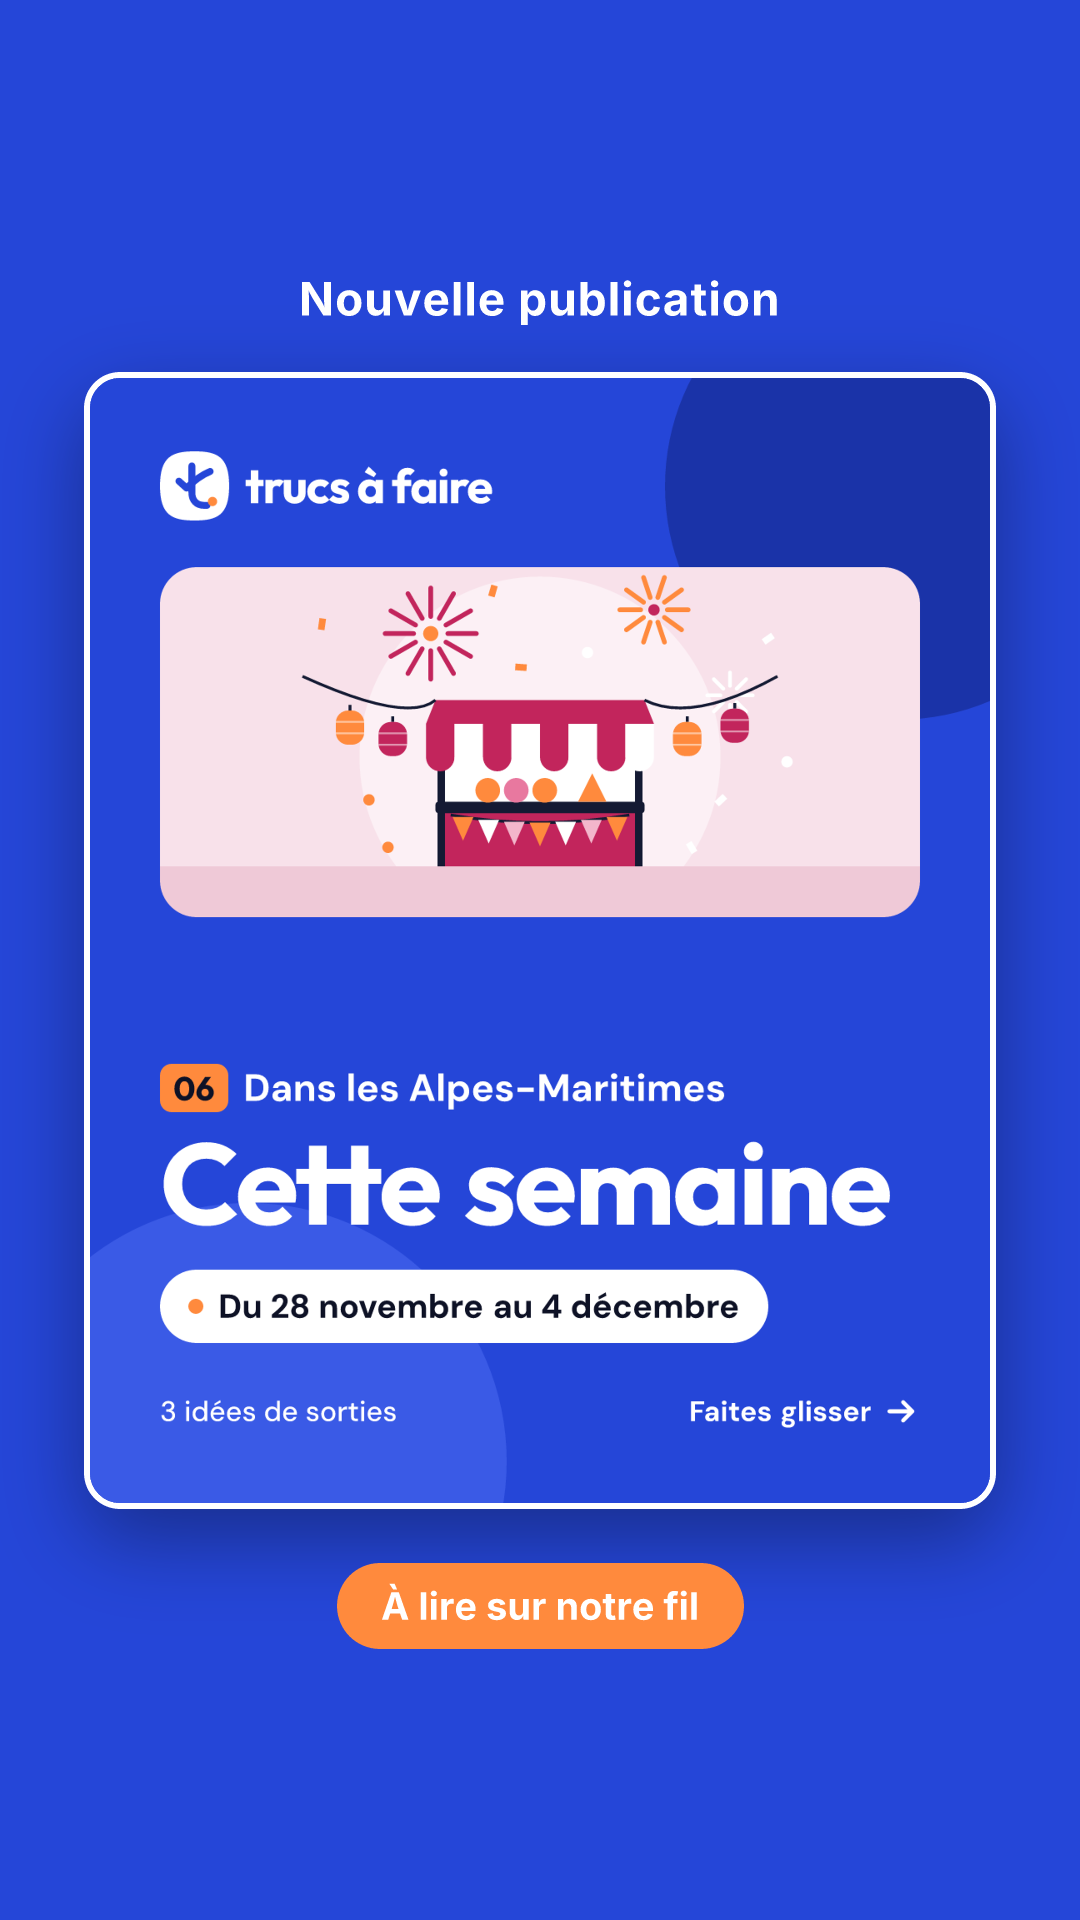 Nouvelle publication
trucs à faire
06 Dans les Alpes-Maritimes
Cette semaine
Du 28 novembre au 4 décembre
3 idées de sorties
Faites glisser →
À lire sur notre fil